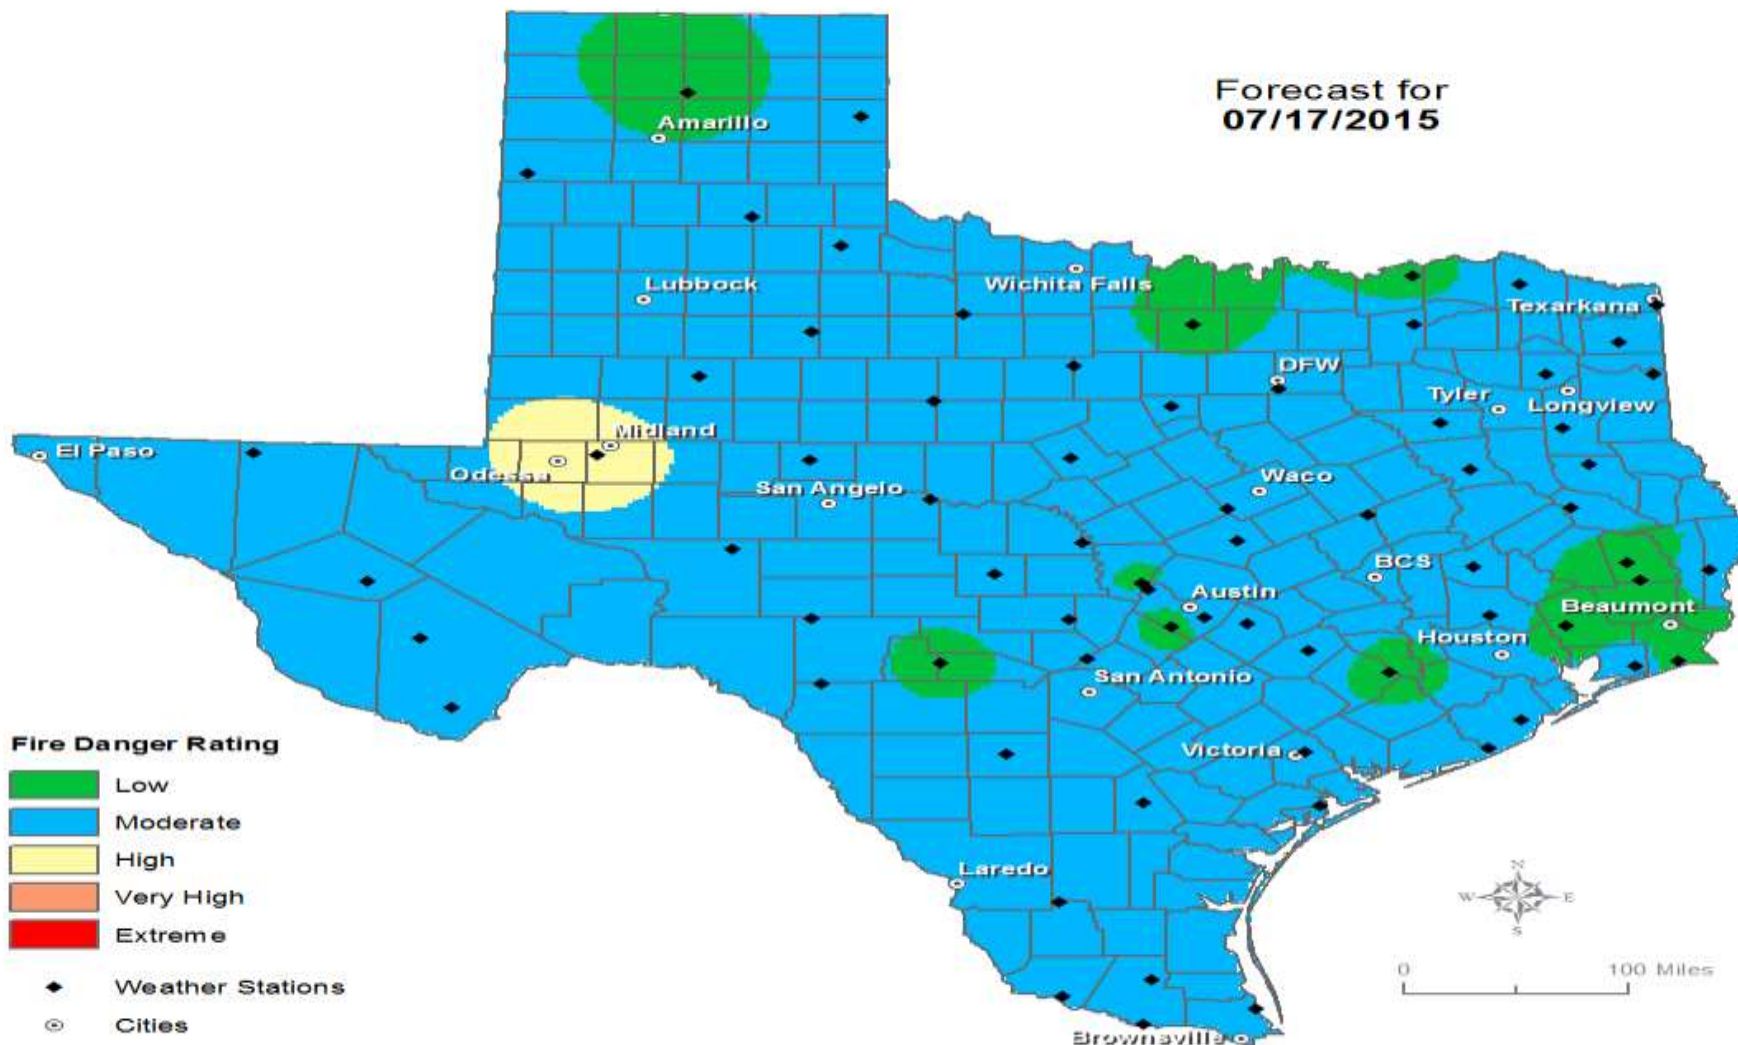 Forecast for
07/17/2015
Amarillo
Lubbock
Wichita Falls
Texarkana
DFW
Tyler
Longview
Midland
El Paso
Odessa
San Angelo
Waco
BCS
Austin
Beaumont
Houston
San Antonio
Victoria
Laredo
Brownsville
Fire Danger Rating
Low
Moderate
High
Very High
Extreme
Weather Stations
Cities
N
W E
S
0 100 Miles